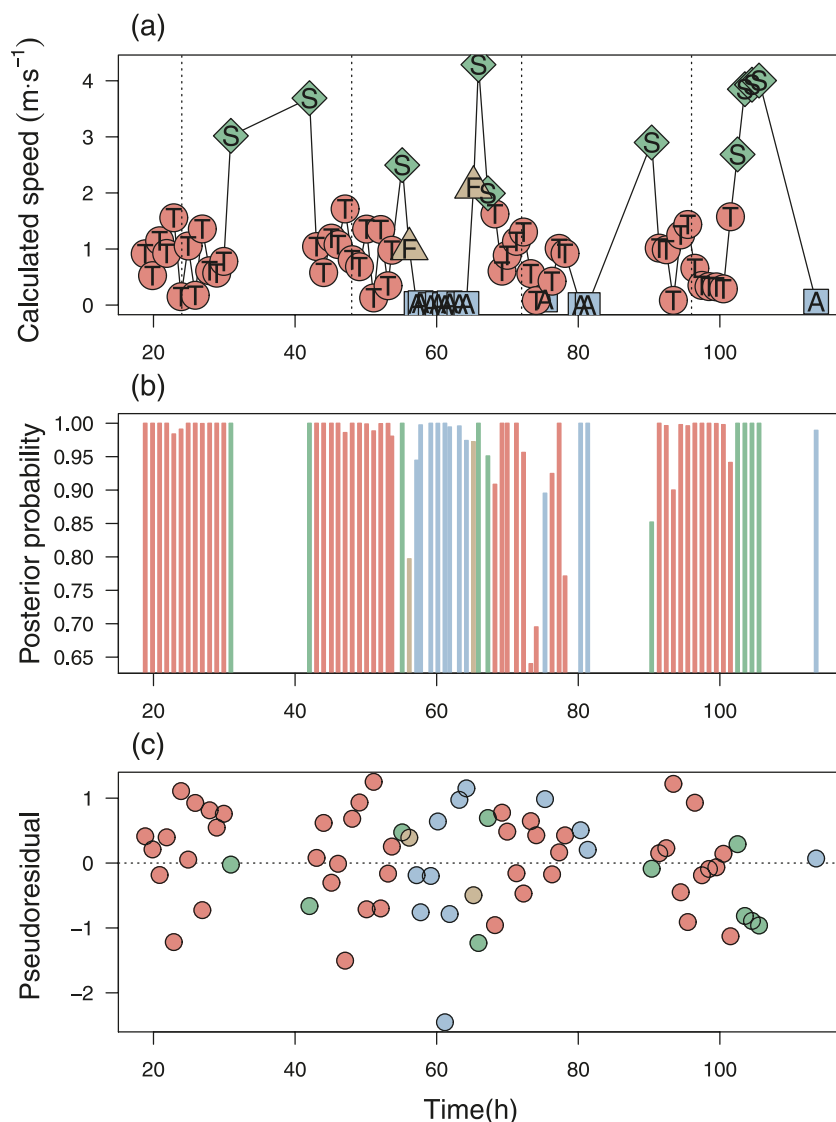 (a)
Calculated speed (m·s⁻¹)
4
3
2
1
0
20 40 60 80 100
(b)
Posterior probability
1.00
0.95
0.90
0.85
0.80
0.75
0.70
0.65
20 40 60 80 100
(c)
Pseudoresidual
1
0
−1
−2
20 40 60 80 100
Time(h)